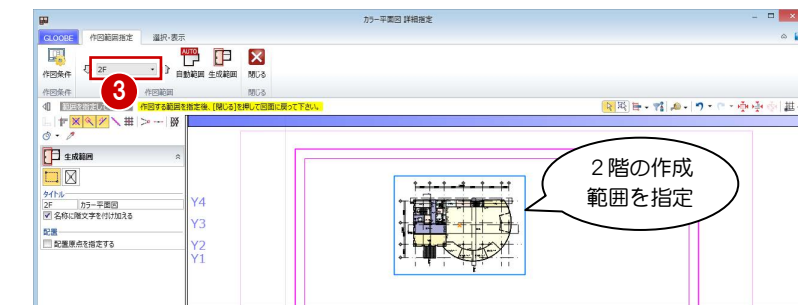 カラー平面図 詳細指定
GLOOBE 作図範囲指定 選択・表示
AUTO
2F
作図条件 自動範囲 生成範囲 閉じる
3
作図条件 作図範囲 閉じる
作図する範囲を指定後、[閉じる]を押して図面に戻って下さい。
生成範囲
タイトル
2F カラー平面図
名称に階文字を付け加える
配置
配置原点を指定する
Y4
Y3
Y2
Y1
２階の作成
範囲を指定